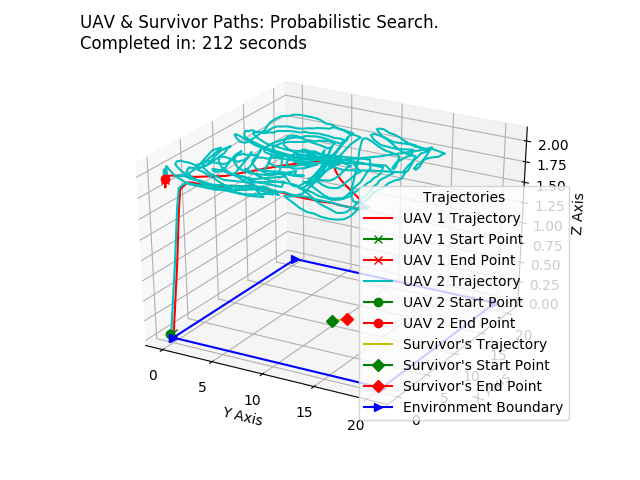 UAV & Survivor Paths: Probabilistic Search.
Completed in: 212 seconds
2.00
1.75
1.50
1.25
1.00
0.75
0.50
0.25
0.00
Z Axis
Trajectories
UAV 1 Trajectory
UAV 1 Start Point
UAV 1 End Point
UAV 2 Trajectory
UAV 2 Start Point
UAV 2 End Point
Survivor's Trajectory
Survivor's Start Point
Survivor's End Point
Environment Boundary
0
5
10
15
20
Y Axis
0
5
10
15
20